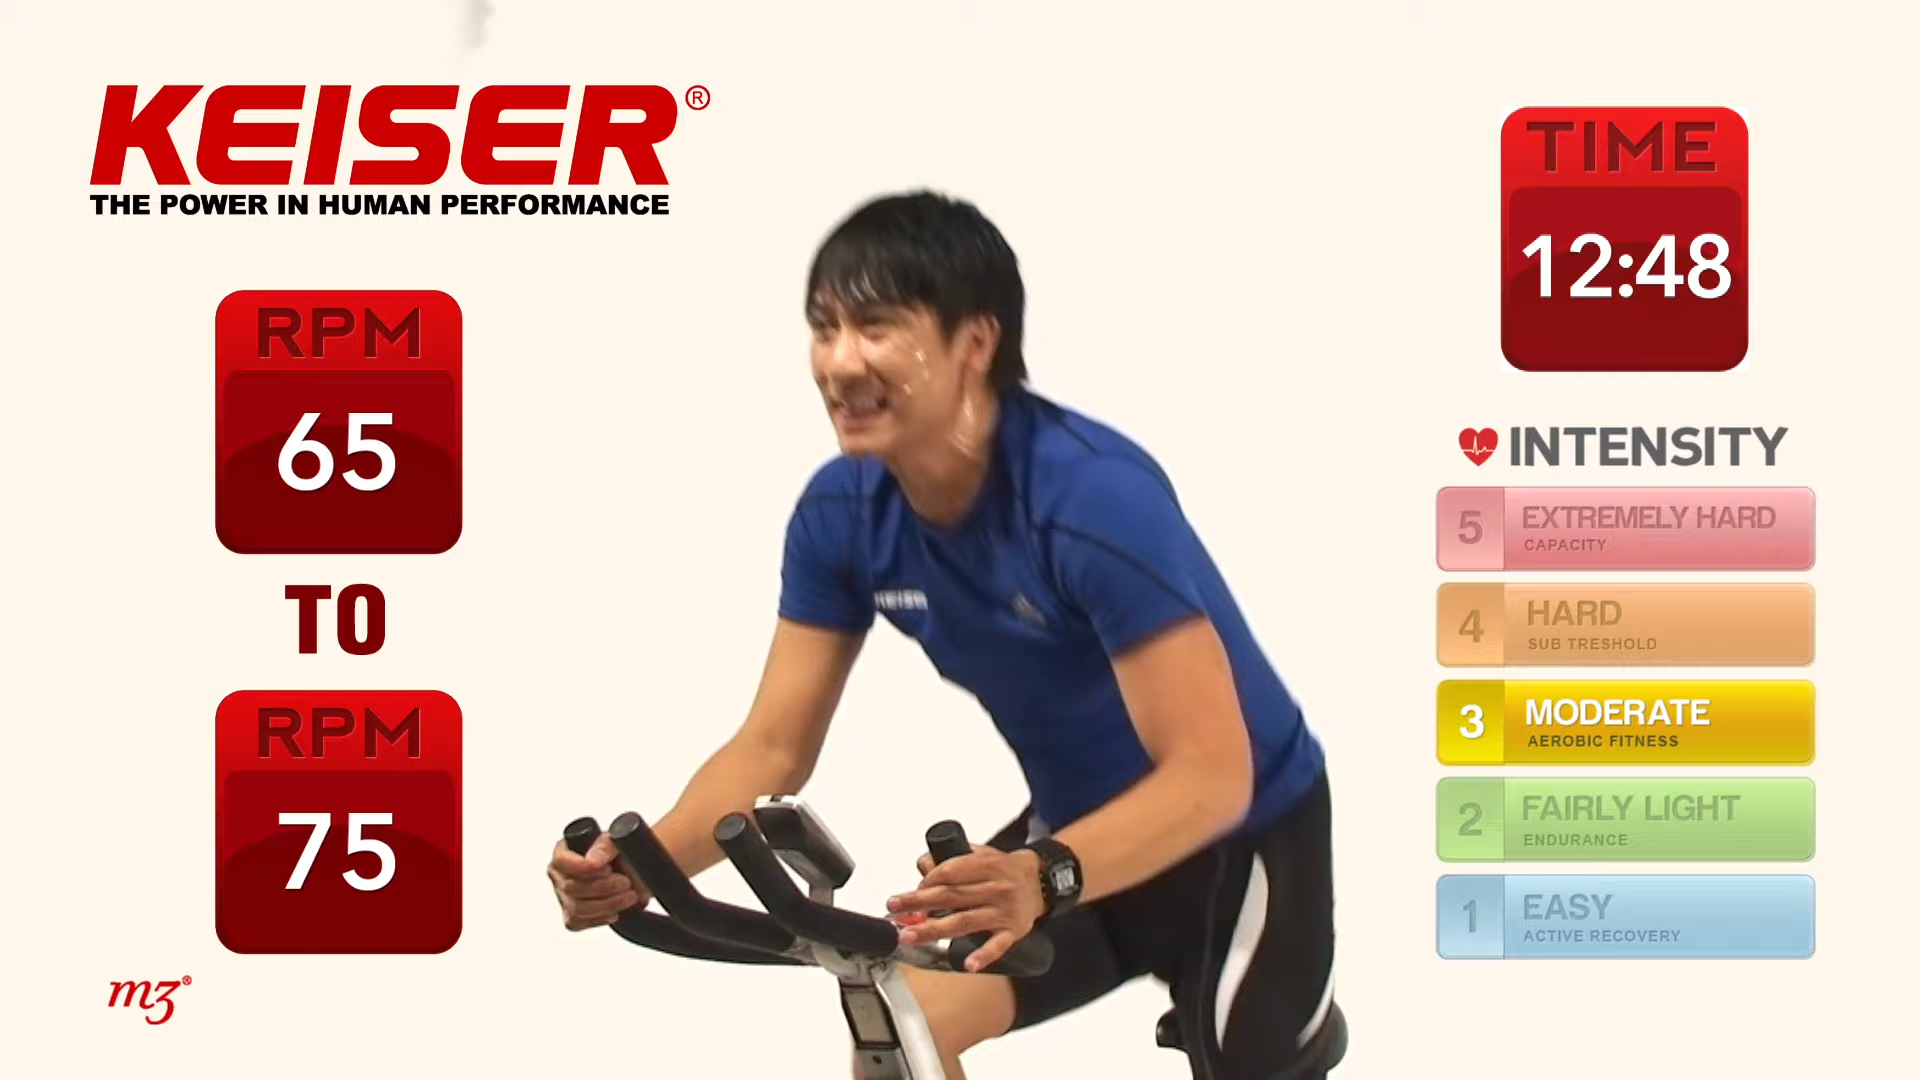 KEISER®
THE POWER IN HUMAN PERFORMANCE
RPM
65
TO
RPM
75
m3®
KEISER
TIME
12:48
INTENSITY
5 EXTREMELY HARD
CAPACITY
4 HARD
SUB TRESHOLD
3 MODERATE
AEROBIC FITNESS
2 FAIRLY LIGHT
ENDURANCE
1 EASY
ACTIVE RECOVERY